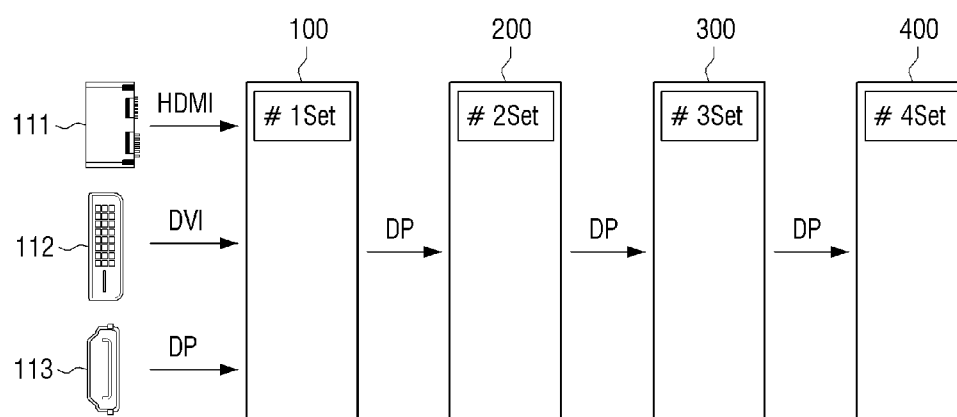 100
200
300
400
111
HDMI
# 1Set
# 2Set
# 3Set
# 4Set
112
DVI
DP
DP
DP
113
DP